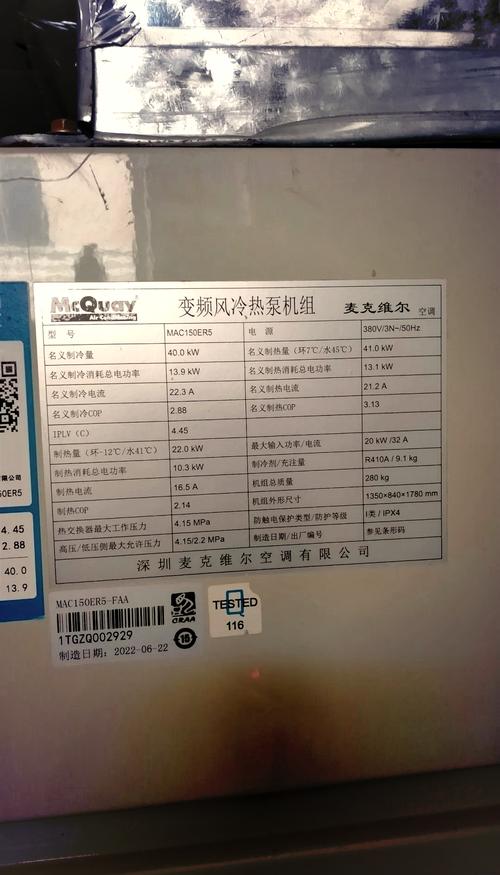 McQuay
Air Conditioning
变频风冷热泵机组
麦克维尔 空调
型 号 MAC150ER5 电 源 380V/3N~/50Hz
名义制冷量 40.0 kW 名义制热量(环7℃/水45℃) 41.0 kW
名义制冷消耗总电功率 13.9 kW 名义制热消耗总电功率 13.1 kW
名义制冷电流 22.3 A 名义制热电流 21.2 A
名义制冷COP 2.88 名义制热COP 3.13
IPLV (C) 4.45
制热量(环-12℃/水41℃) 22.0 kW 最大输入功率/电流 20 kW /32 A
制热消耗总电功率 10.3 kW 制冷剂/充注量 R410A / 9.1 kg
制热电流 16.5 A 机组总质量 280 kg
制热COP 2.14 机组外形尺寸 1350×840×1780 mm
热交换器最大工作压力 4.15 MPa 防触电保护类型/防护等级 I类 / IPX4
高压/低压侧最大允许压力 4.15/2.2 MPa 制造日期/出厂编号 参见条形码
深圳麦克维尔空调有限公司
有限公司
50ER5
4.45
2.88
40.0
13.9
MAC150ER5-FAA
1TGZQ002929
制造日期: 2022-06-22
CRAA
15
TESTED
116